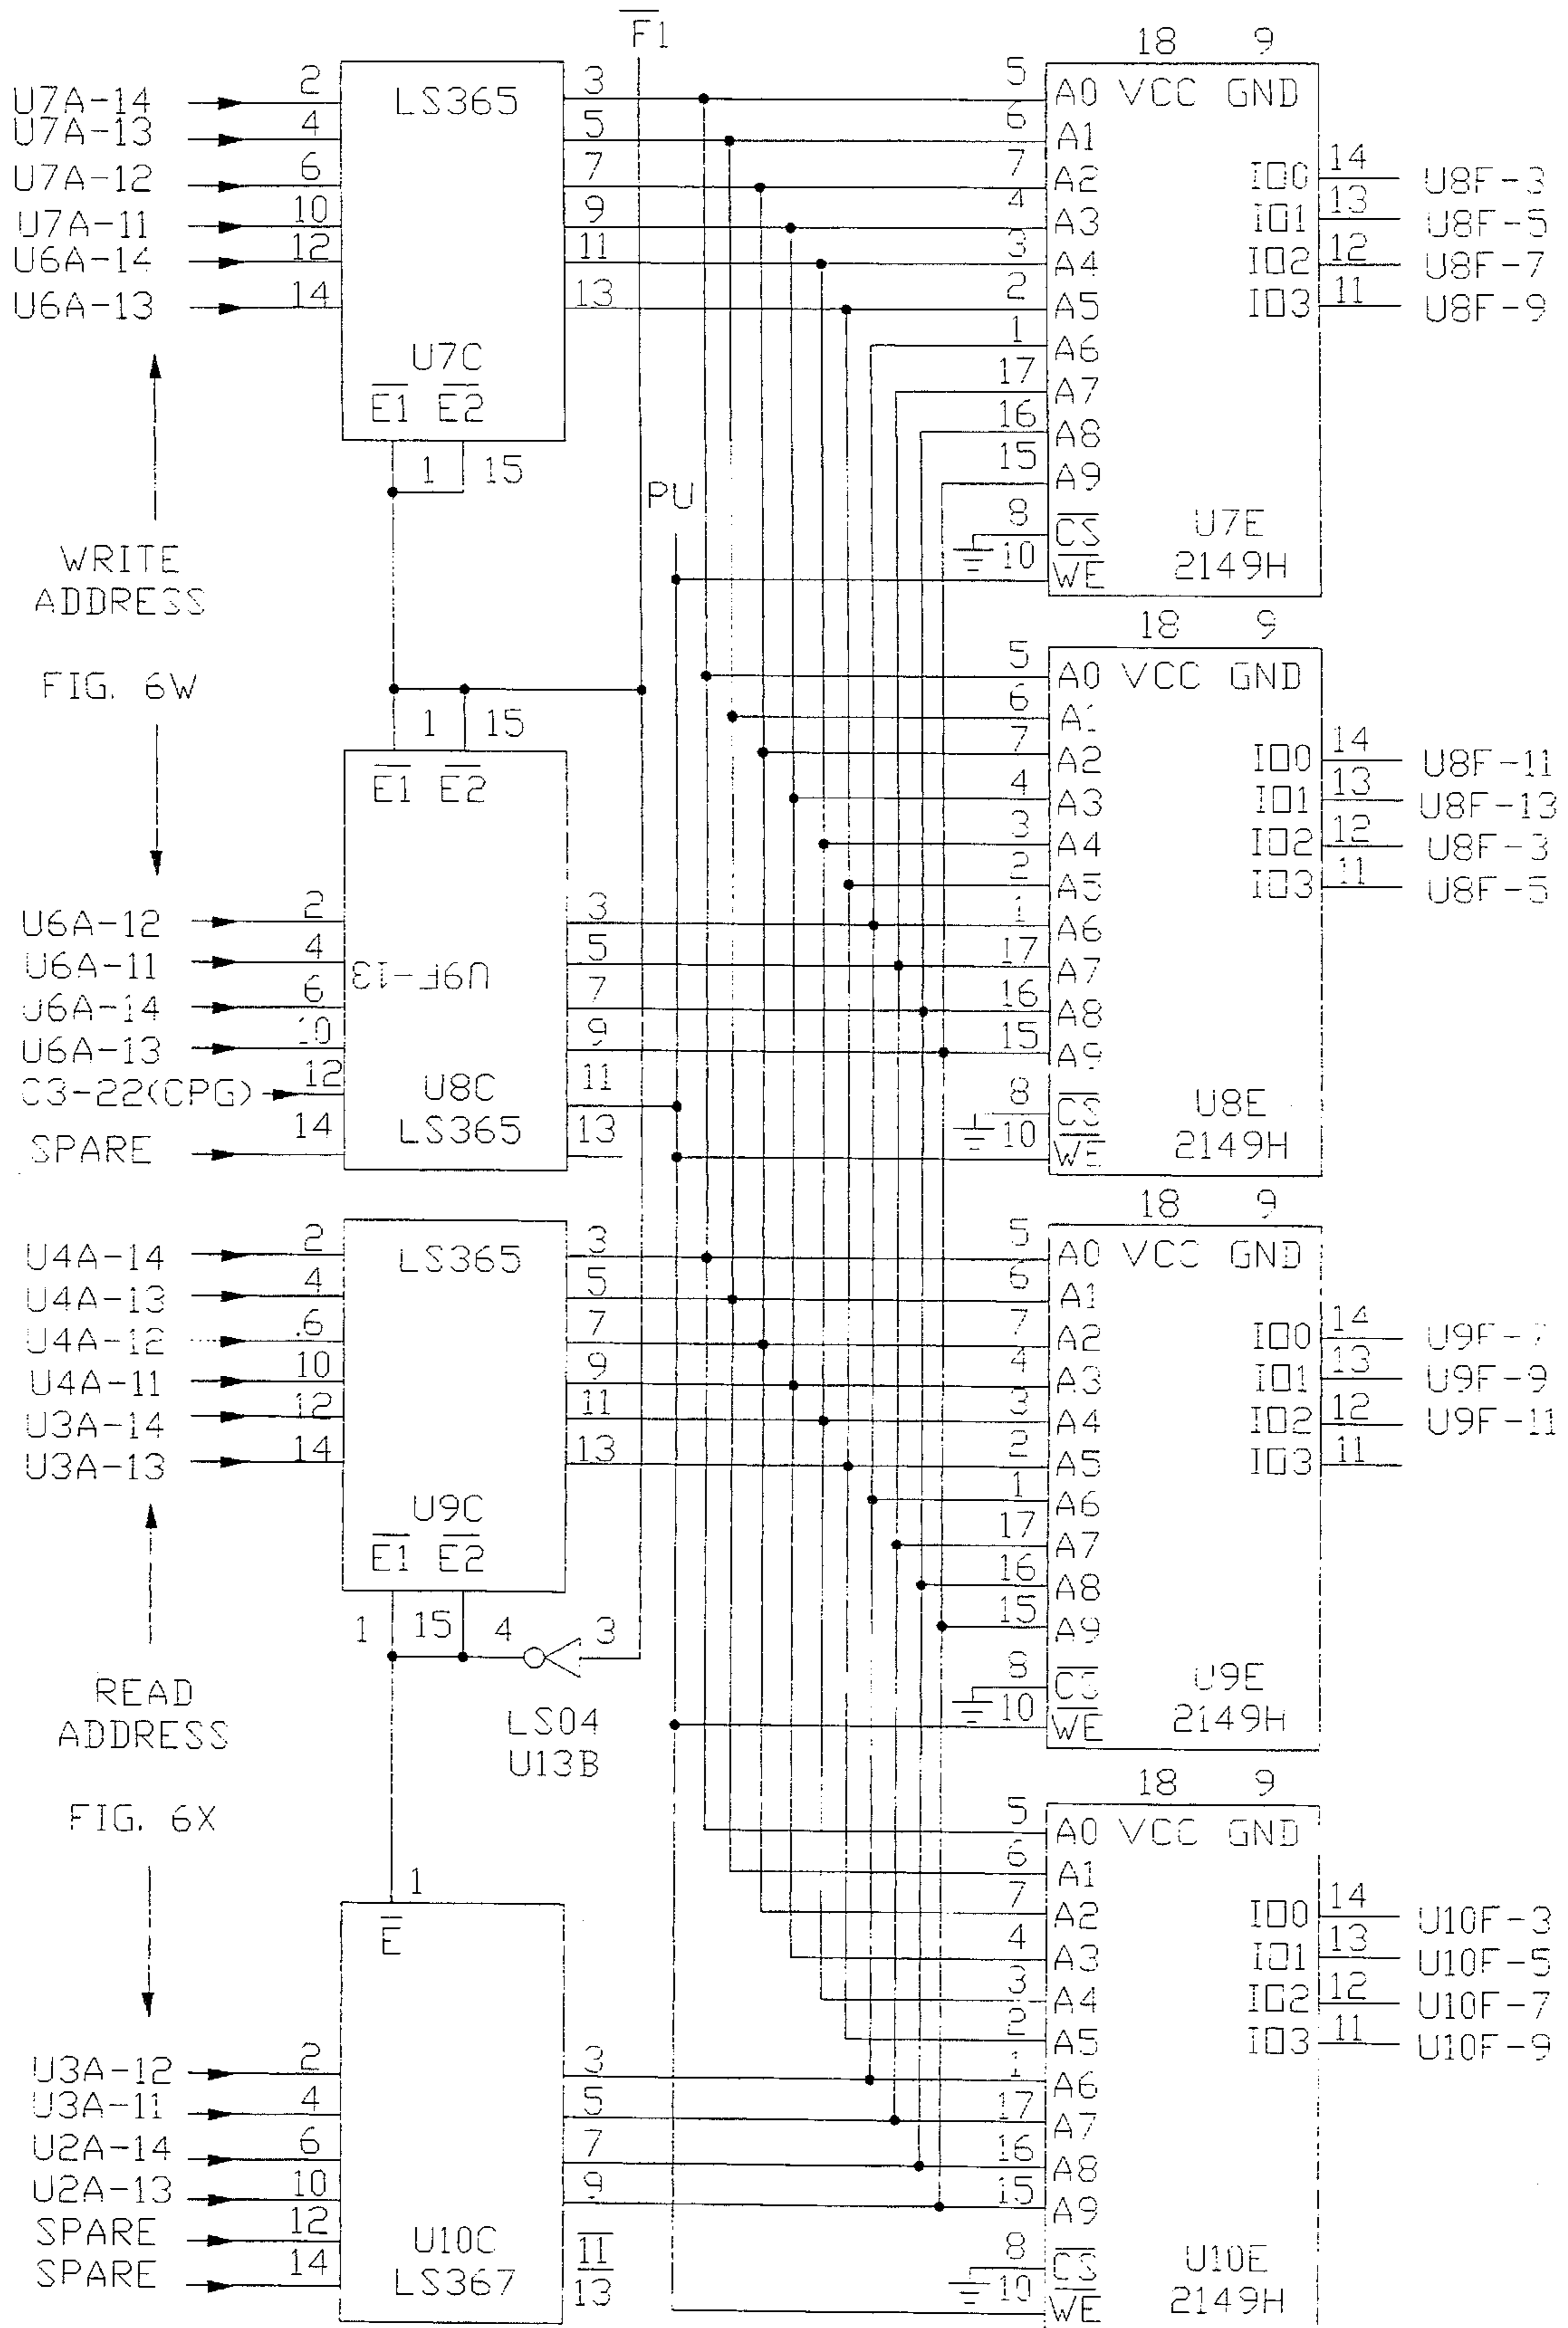 F1
U7A-14 2
U7A-13 4
U7A-12 6
U7A-11 10
U6A-14 12
U6A-13 14
LS365
U7C
E1 E2
1 15
3
5
7
9
11
13
WRITE
ADDRESS
FIG. 6W
PU
1 15
E1 E2
U6A-12 2
U6A-11 4
U6A-14 6
U6A-13 10
C3-22(CPG) 12
SPARE 14
U9F-13
U8C
LS365
3
5
7
9
11
13
U4A-14 2
U4A-13 4
U4A-12 6
U4A-11 10
U3A-14 12
U3A-13 14
LS365
U9C
E1 E2
3
5
7
9
11
13
1 15 4 3
LS04
U13B
READ
ADDRESS
FIG. 6X
1
E
U3A-12 2
U3A-11 4
U2A-14 6
U2A-13 10
SPARE 12
SPARE 14
U10C
LS367
3
5
7
9
11
13
18 9
VCC GND
5 A0
6 A1
7 A2
4 A3
3 A4
2 A5
1 A6
17 A7
16 A8
15 A9
8 CS
10 WE
IO0 14 U8F-3
IO1 13 U8F-5
IO2 12 U8F-7
IO3 11 U8F-9
U7E
2149H
18 9
VCC GND
5 A0
6 A1
7 A2
4 A3
3 A4
2 A5
1 A6
17 A7
16 A8
15 A9
8 CS
10 WE
IO0 14 U8F-11
IO1 13 U8F-13
IO2 12 U8F-3
IO3 11 U8F-5
U8E
2149H
18 9
VCC GND
5 A0
6 A1
7 A2
4 A3
3 A4
2 A5
1 A6
17 A7
16 A8
15 A9
8 CS
10 WE
IO0 14 U9F-7
IO1 13 U9F-9
IO2 12 U9F-11
IO3 11
U9E
2149H
18 9
VCC GND
5 A0
6 A1
7 A2
4 A3
3 A4
2 A5
1 A6
17 A7
16 A8
15 A9
8 CS
10 WE
IO0 14 U10F-3
IO1 13 U10F-5
IO2 12 U10F-7
IO3 11 U10F-9
U10E
2149H